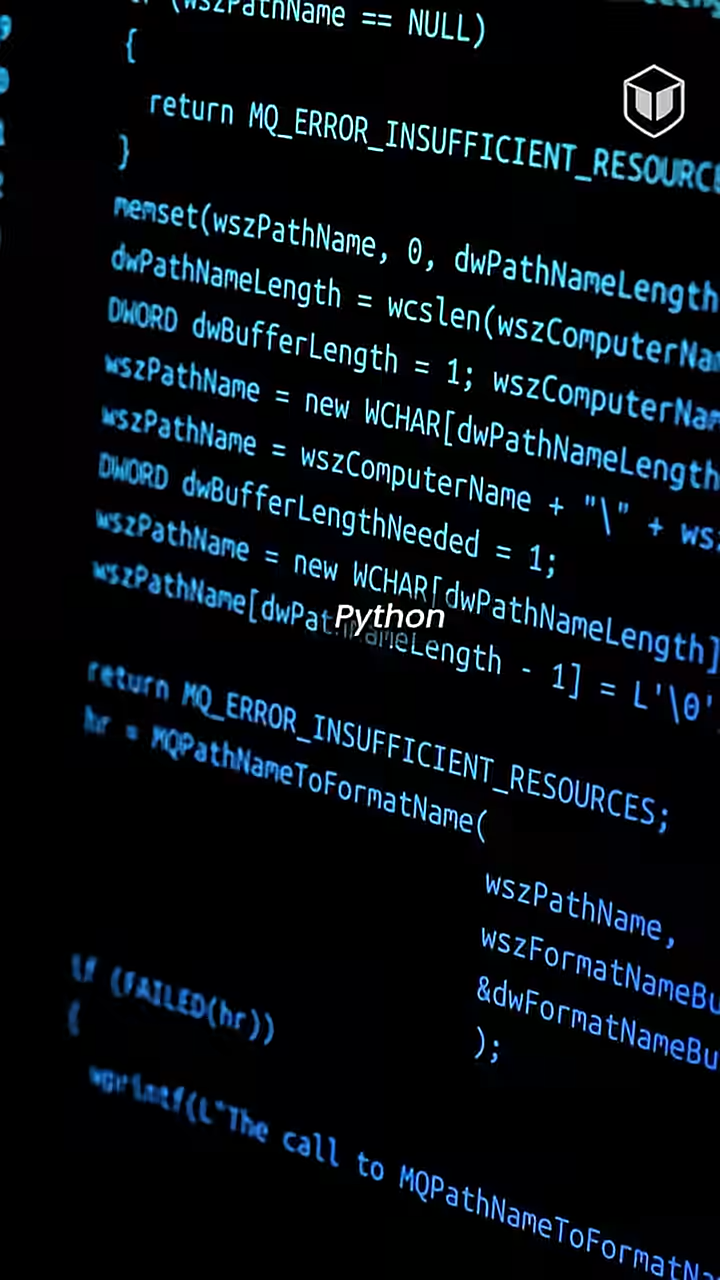 (wszPathName == NULL)
{
return MQ_ERROR_INSUFFICIENT_RESOURCE
}
memset(wszPathName, 0, dwPathNameLength
dwPathNameLength = wcslen(wszComputerNa
DWORD dwBufferLength = 1; wszComputerNam
wszPathName = new WCHAR[dwPathNameLength
wszPathName = wszComputerName + "\" + ws
DWORD dwBufferLengthNeeded = 1;
wszPathName = new WCHAR[dwPathNameLength]
wszPathName[dwPathNameLength - 1] = L'\0'
Python
return MQ_ERROR_INSUFFICIENT_RESOURCES;
hr = MQPathNameToFormatName(
wszPathName,
wszFormatNameBu
&dwFormatNameBu
);
if (FAILED(hr))
{
wprintf(L"The call to MQPathNameToFormatNa